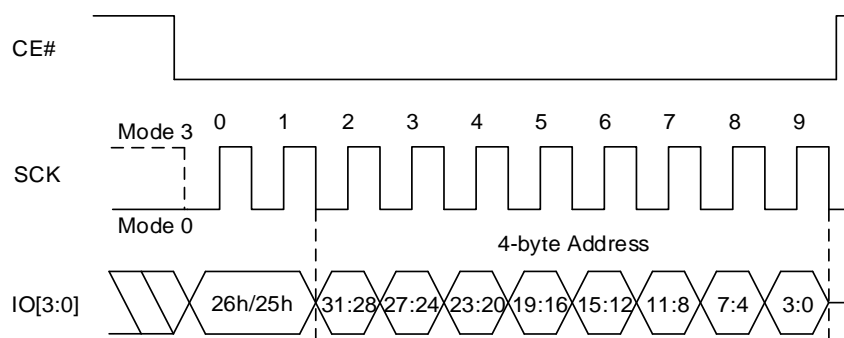 CE#
0 1 2 3 4 5 6 7 8 9
Mode 3
SCK
Mode 0
4-byte Address
IO[3:0] 26h/25h 31:28 27:24 23:20 19:16 15:12 11:8 7:4 3:0